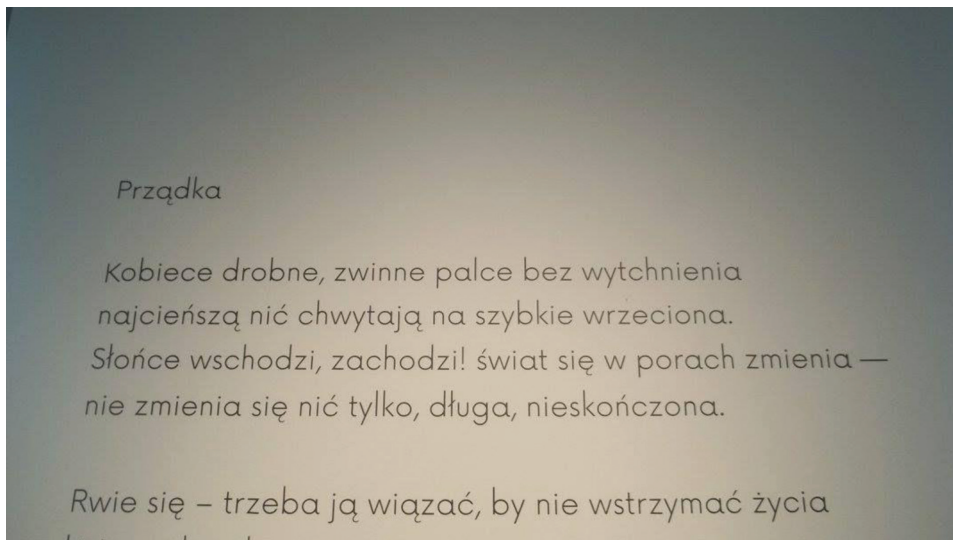 Prządka
Kobiece drobne, zwinne palce bez wytchnienia
najcieńszą nić chwytają na szybkie wrzeciona.
Słońce wschodzi, zachodzi! świat się w porach zmienia —
nie zmienia się nić tylko, długa, nieskończona.
Rwie się – trzeba ją wiązać, by nie wstrzymać życia